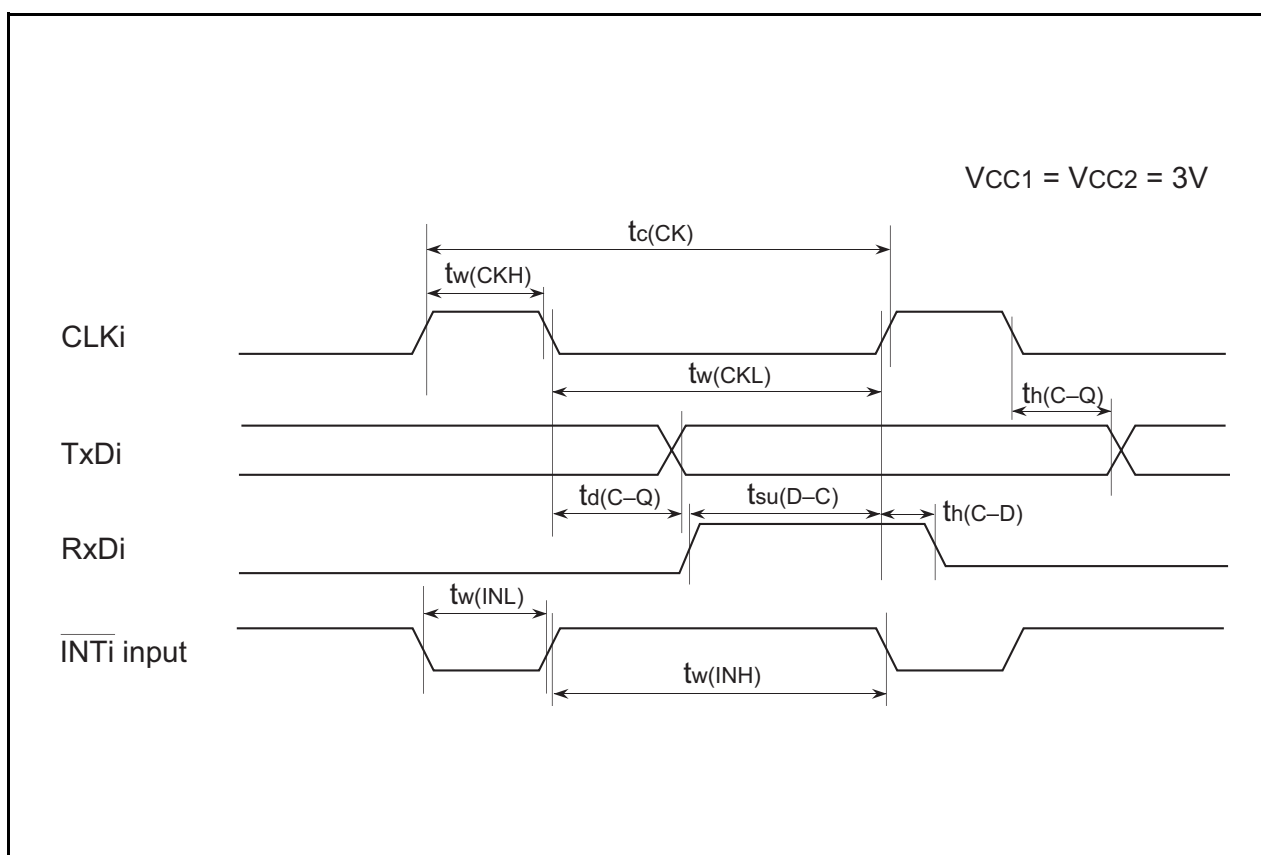 VCC1 = VCC2 = 3V
tc(CK)
tw(CKH)
CLKi
tw(CKL)
th(C–Q)
TxDi
td(C–Q)
tsu(D–C)
th(C–D)
RxDi
tw(INL)
I̅N̅T̅i̅ input
tw(INH)